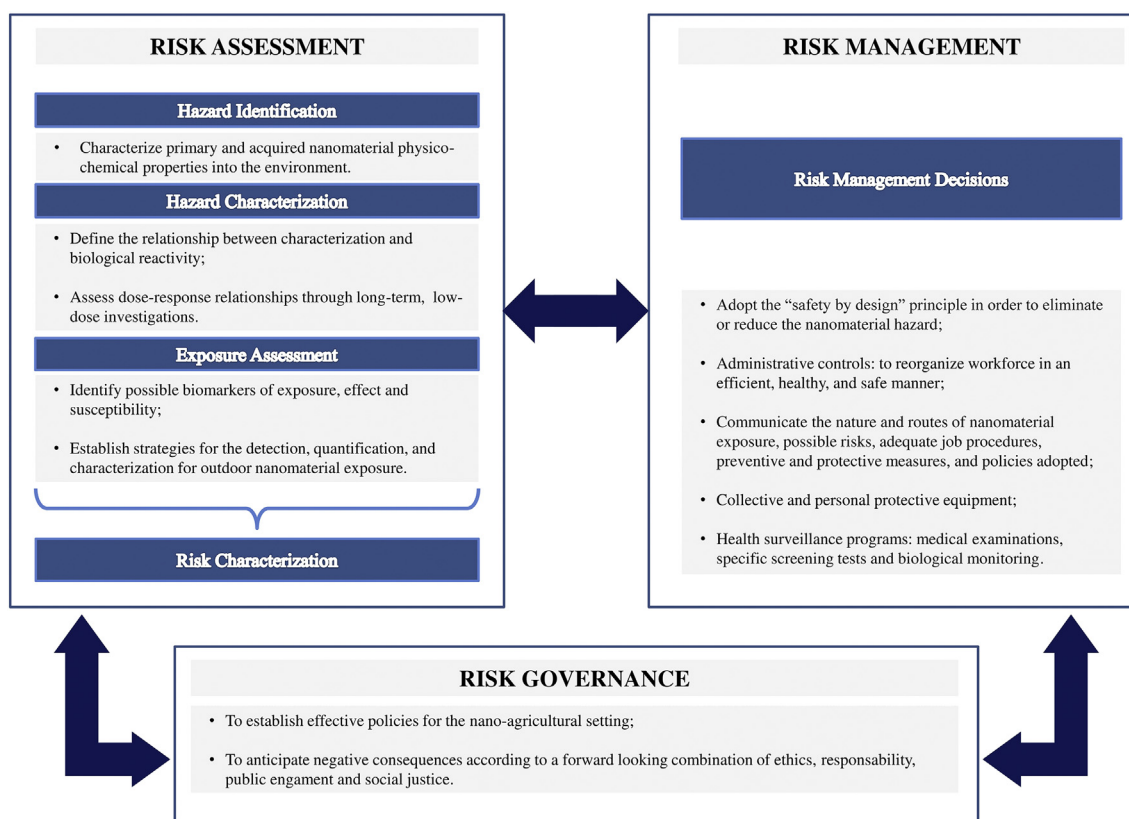 RISK ASSESSMENT
Hazard Identification
• Characterize primary and acquired nanomaterial physico-
chemical properties into the environment.
Hazard Characterization
• Define the relationship between characterization and
biological reactivity;
• Assess dose-response relationships through long-term, low-
dose investigations.
Exposure Assessment
• Identify possible biomarkers of exposure, effect and
susceptibility;
• Establish strategies for the detection, quantification, and
characterization for outdoor nanomaterial exposure.
Risk Characterization
RISK MANAGEMENT
Risk Management Decisions
• Adopt the “safety by design” principle in order to eliminate
or reduce the nanomaterial hazard;
• Administrative controls: to reorganize workforce in an
efficient, healthy, and safe manner;
• Communicate the nature and routes of nanomaterial
exposure, possible risks, adequate job procedures,
preventive and protective measures, and policies adopted;
• Collective and personal protective equipment;
• Health surveillance programs: medical examinations,
specific screening tests and biological monitoring.
RISK GOVERNANCE
• To establish effective policies for the nano-agricultural setting;
• To anticipate negative consequences according to a forward looking combination of ethics, responsability,
public engament and social justice.